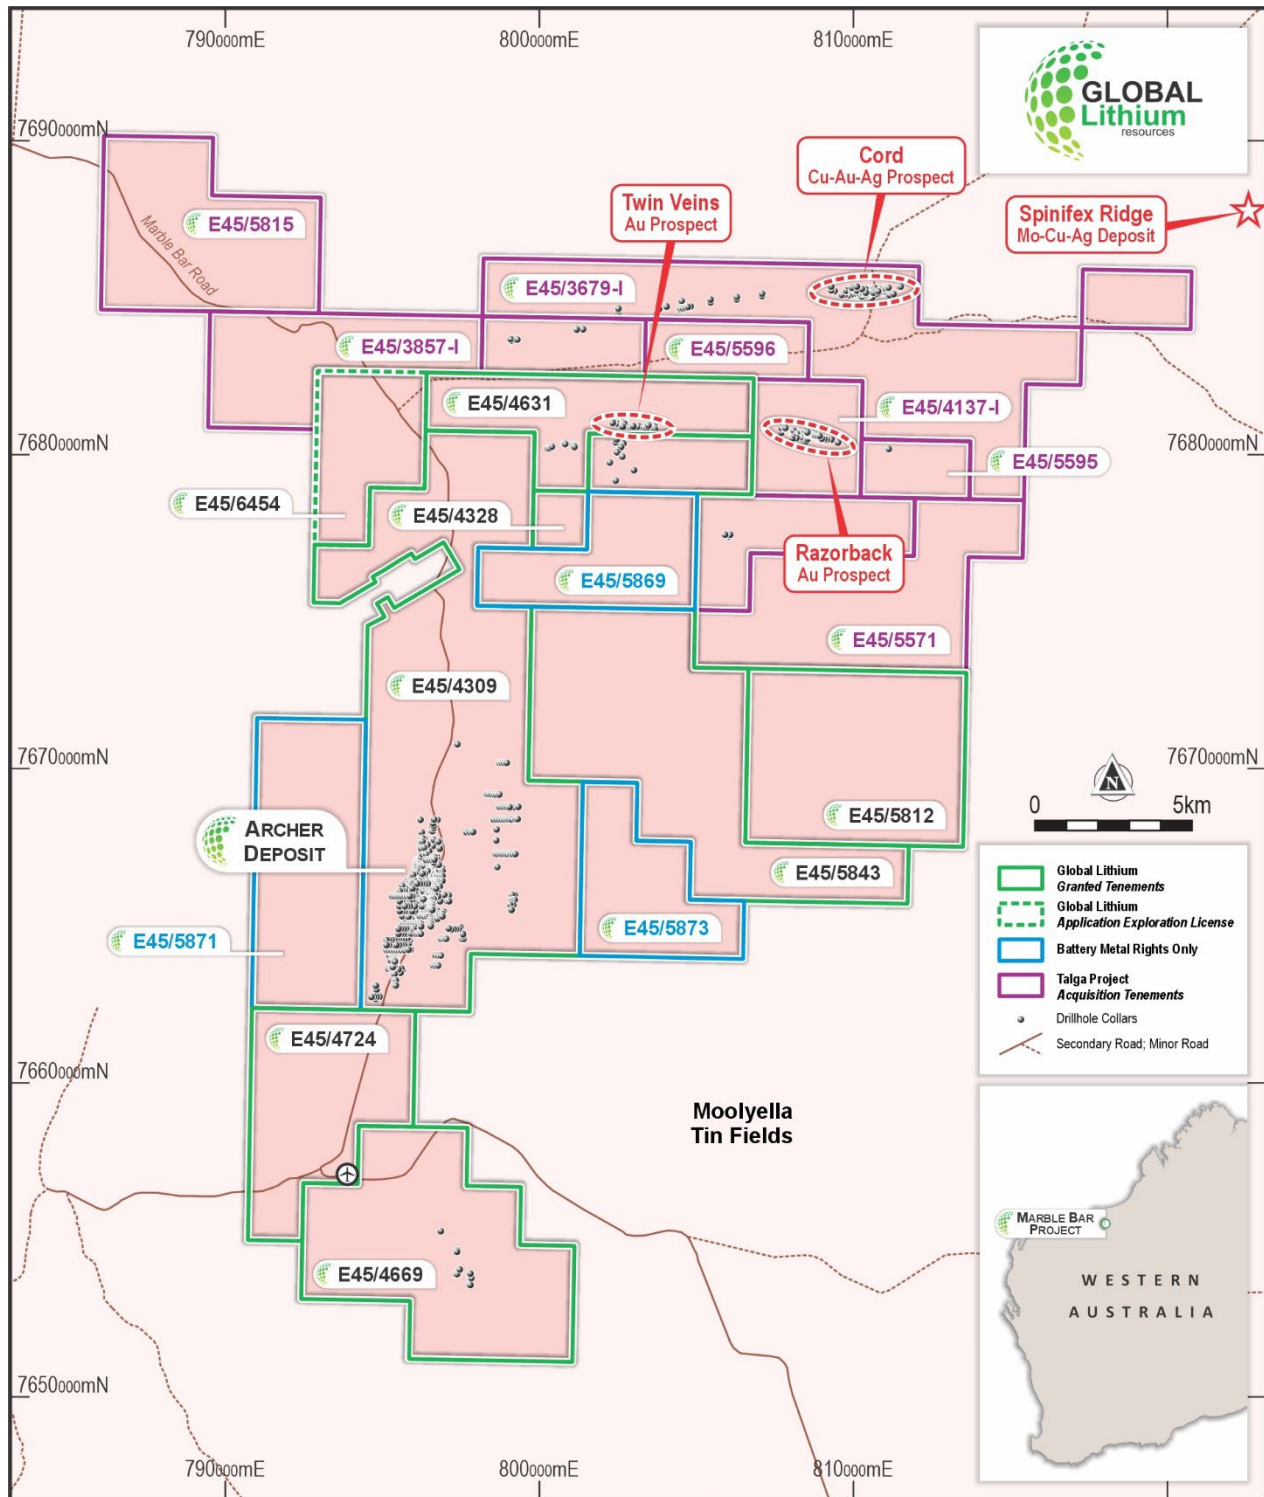 790000mE
800000mE
810000mE
GLOBAL
Lithium
resources
7690000mN
Cord
Cu-Au-Ag Prospect
Twin Veins
Au Prospect
Spinifex Ridge
Mo-Cu-Ag Deposit
E45/5815
Marble Bar Road
E45/3679-I
E45/3857-I
E45/5596
E45/4631
E45/4137-I
7680000mN
7680000mN
E45/5595
E45/6454
E45/4328
Razorback
Au Prospect
E45/5869
E45/5571
E45/4309
7670000mN
7670000mN
N
0
5km
E45/5812
ARCHER
DEPOSIT
E45/5843
E45/5871
E45/5873
Global Lithium
Granted Tenements
Global Lithium
Application Exploration License
Battery Metal Rights Only
Talga Project
Acquisition Tenements
Drillhole Collars
Secondary Road; Minor Road
E45/4724
7660000mN
Moolyella
Tin Fields
MARBLE BAR
PROJECT
E45/4669
WESTERN
AUSTRALIA
7650000mN
790000mE
800000mE
810000mE